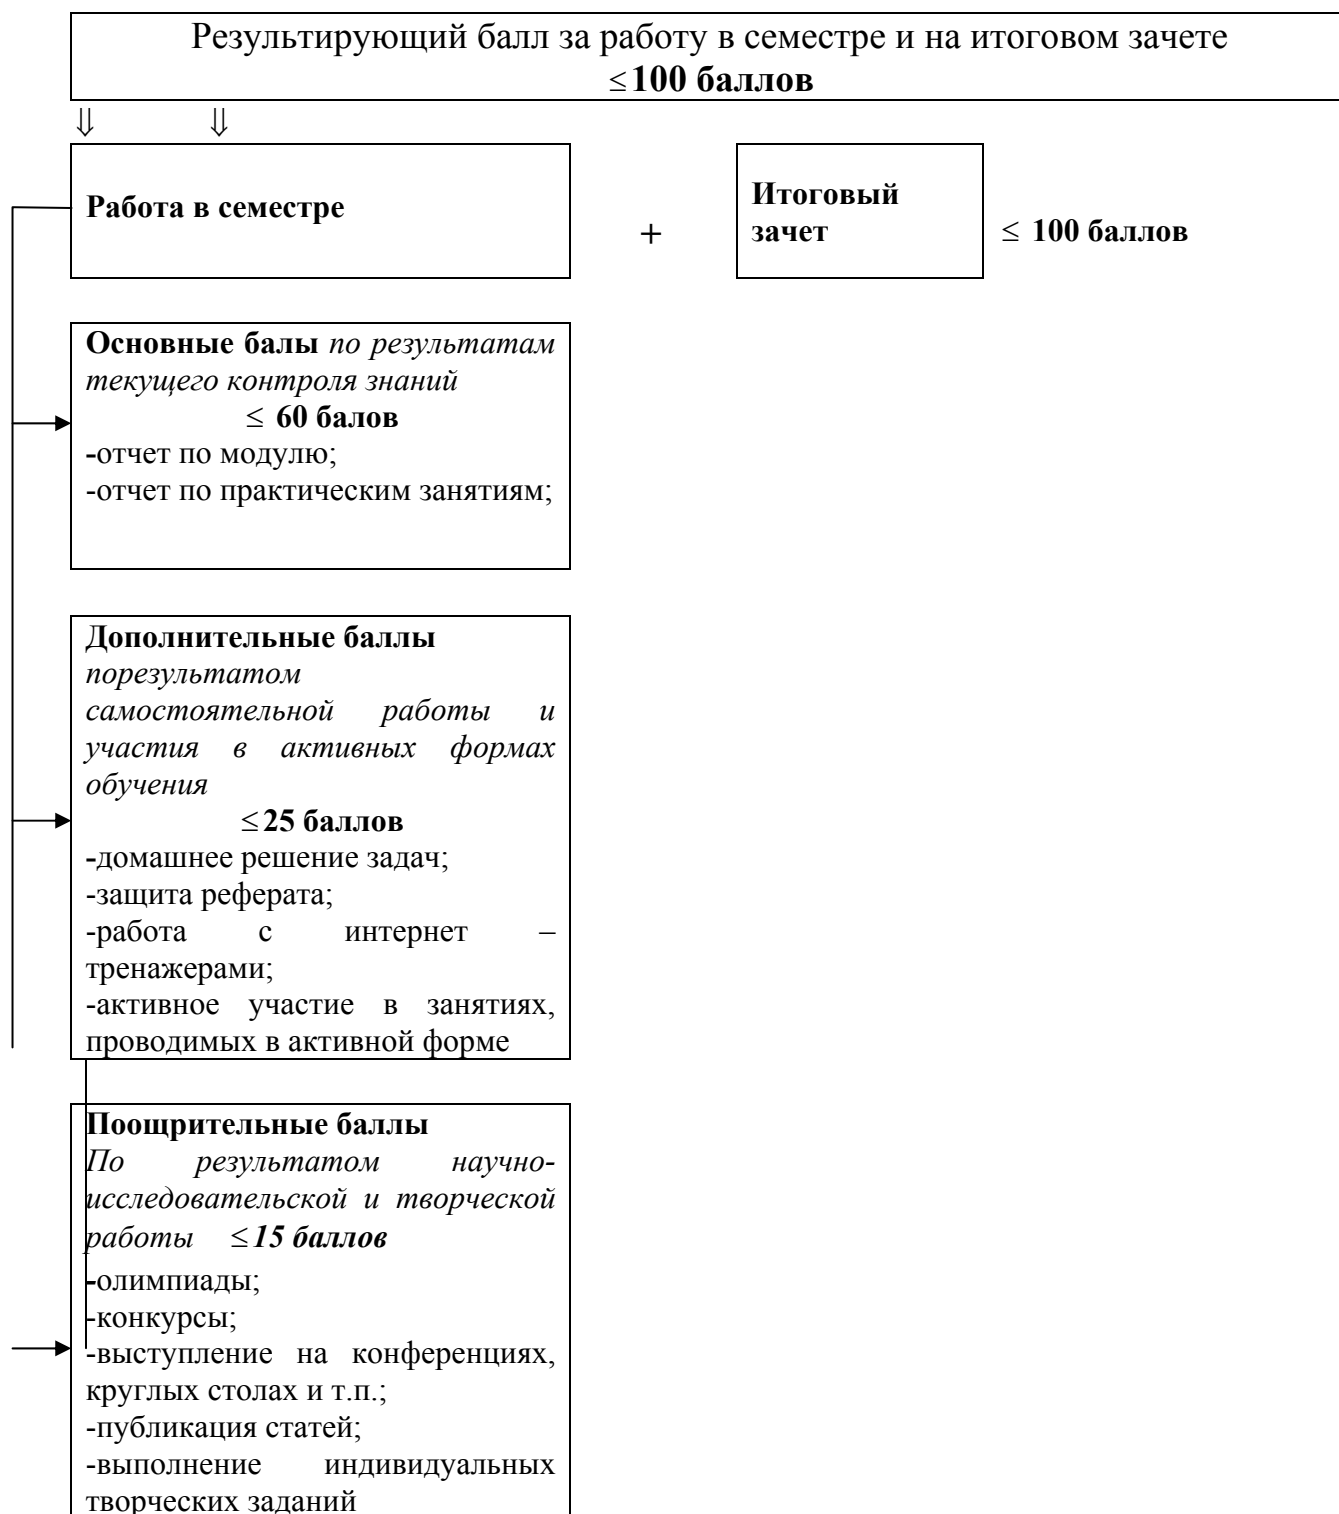 Результирующий балл за работу в семестре и на итоговом зачете
≤100 баллов
⇓ ⇓
Работа в семестре
+
Итоговый
зачет
≤ 100 баллов
Основные балы по результатам
текущего контроля знаний
≤ 60 балов
-отчет по модулю;
-отчет по практическим занятиям;
Дополнительные баллы
порезультатом
самостоятельной работы и
участия в активных формах
обучения
≤25 баллов
-домашнее решение задач;
-защита реферата;
-работа с интернет –
тренажерами;
-активное участие в занятиях,
проводимых в активной форме
Поощрительные баллы
По результатом научно-
исследовательской и творческой
работы ≤15 баллов
-олимпиады;
-конкурсы;
-выступление на конференциях,
круглых столах и т.п.;
-публикация статей;
-выполнение индивидуальных
творческих заданий